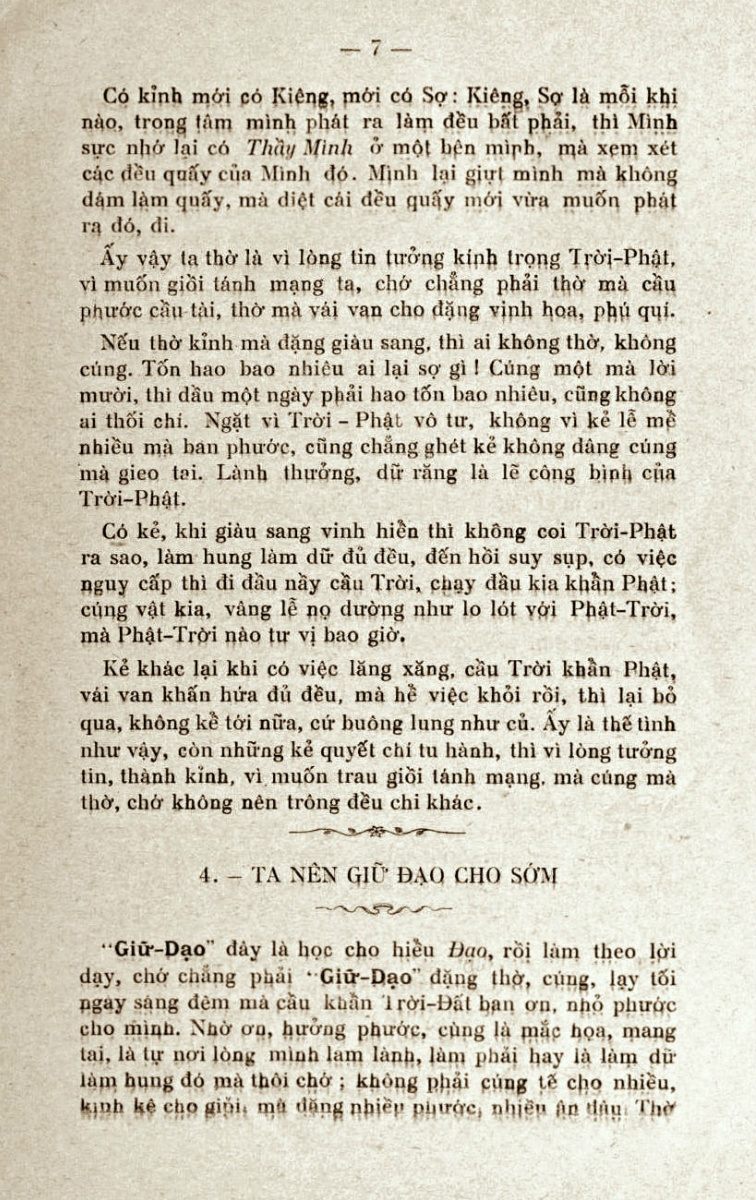 — 7 —
Có kỉnh mới có Kiêng, mới có Sợ : Kiêng, Sợ là mỗi khi
nào, trong tâm mình phát ra làm đều bất phải, thì Mình
sực nhớ lại có Thầy Mình ở một bên mình, mà xem xét
các đều quấy của Mình đó. Mình lại giựt mình mà không
dám làm quấy, mà diệt cái đều quấy mới vừa muốn phát
ra đó, đi.
Ấy vậy ta thờ là vì lòng tin tưởng kính trọng Trời-Phật,
vì muốn giồi tánh mạng ta, chớ chẳng phải thờ mà cầu
phước cầu tài, thờ mà vái van cho đặng vinh hoa, phú quí.
Nếu thờ kỉnh mà đặng giàu sang, thì ai không thờ, không
cúng. Tốn hao bao nhiêu ai lại sợ gì ! Cúng một mà lời
mười, thì dầu một ngày phải hao tốn bao nhiêu, cũng không
ai thối chí. Ngặt vì Trời – Phật vô tư, không vì kẻ lễ mễ
nhiều mà ban phước, cũng chẳng ghét kẻ không dâng cúng
mà gieo tai. Lành thưởng, dữ răng là lẽ công bình của
Trời-Phật.
Có kẻ, khi giàu sang vinh hiển thì không coi Trời-Phật
ra sao, làm hung làm dữ đủ đều, đến hồi suy sụp, có việc
nguy cấp thì đi đầu nầy cầu Trời, chạy đầu kia khẩn Phật ;
cúng vật kia, vâng lễ nọ dường như lo lót với Phật-Trời,
mà Phật-Trời nào tư vị bao giờ.
Kẻ khác lại khi có việc lăng xăng, cầu Trời khẩn Phật,
vái van khấn hứa đủ đều, mà hễ việc khỏi rồi, thì lại bỏ
qua, không kể tới nữa, cứ buông lung như củ. Ấy là thế tình
như vậy, còn những kẻ quyết chí tu hành, thì vì lòng tưởng
tin, thành kỉnh, vì muốn trau giồi tánh mạng, mà cúng mà
thờ, chớ không nên trông đều chi khác.
4. – TA NÊN GIỮ ĐẠO CHO SỚM
“Giữ-Dạo” đây là học cho hiểu Đạo, rồi làm theo lời
dạy, chớ chẳng phải “Giữ-Dạo” đặng thờ, cúng, lạy tối
ngày sáng đêm mà cầu khẩn Trời-Đất ban ơn, nhỏ phước
cho mình. Nhờ ơn, hưởng phước, cùng là mắc họa, mang
tai, là tự nơi lòng mình lam lành, làm phải hay là làm dữ
làm hung đó mà thôi chớ ; không phải cúng tế cho nhiều,
kinh kệ cho giỏi, mà đặng nhiều phước, nhiều ân đâu. Thờ